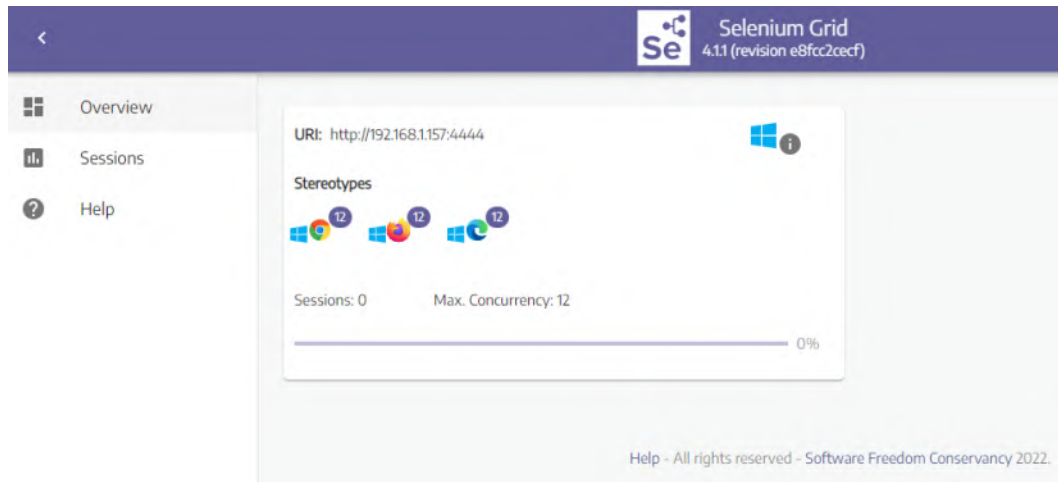 Se
Selenium Grid
4.1.1 (revision e8fcc2cecf)
Overview
Sessions
Help
URI: http://192.168.1.157:4444
Stereotypes
12 12 12
Sessions: 0 Max. Concurrency: 12
0%
Help - All rights reserved - Software Freedom Conservancy 2022.